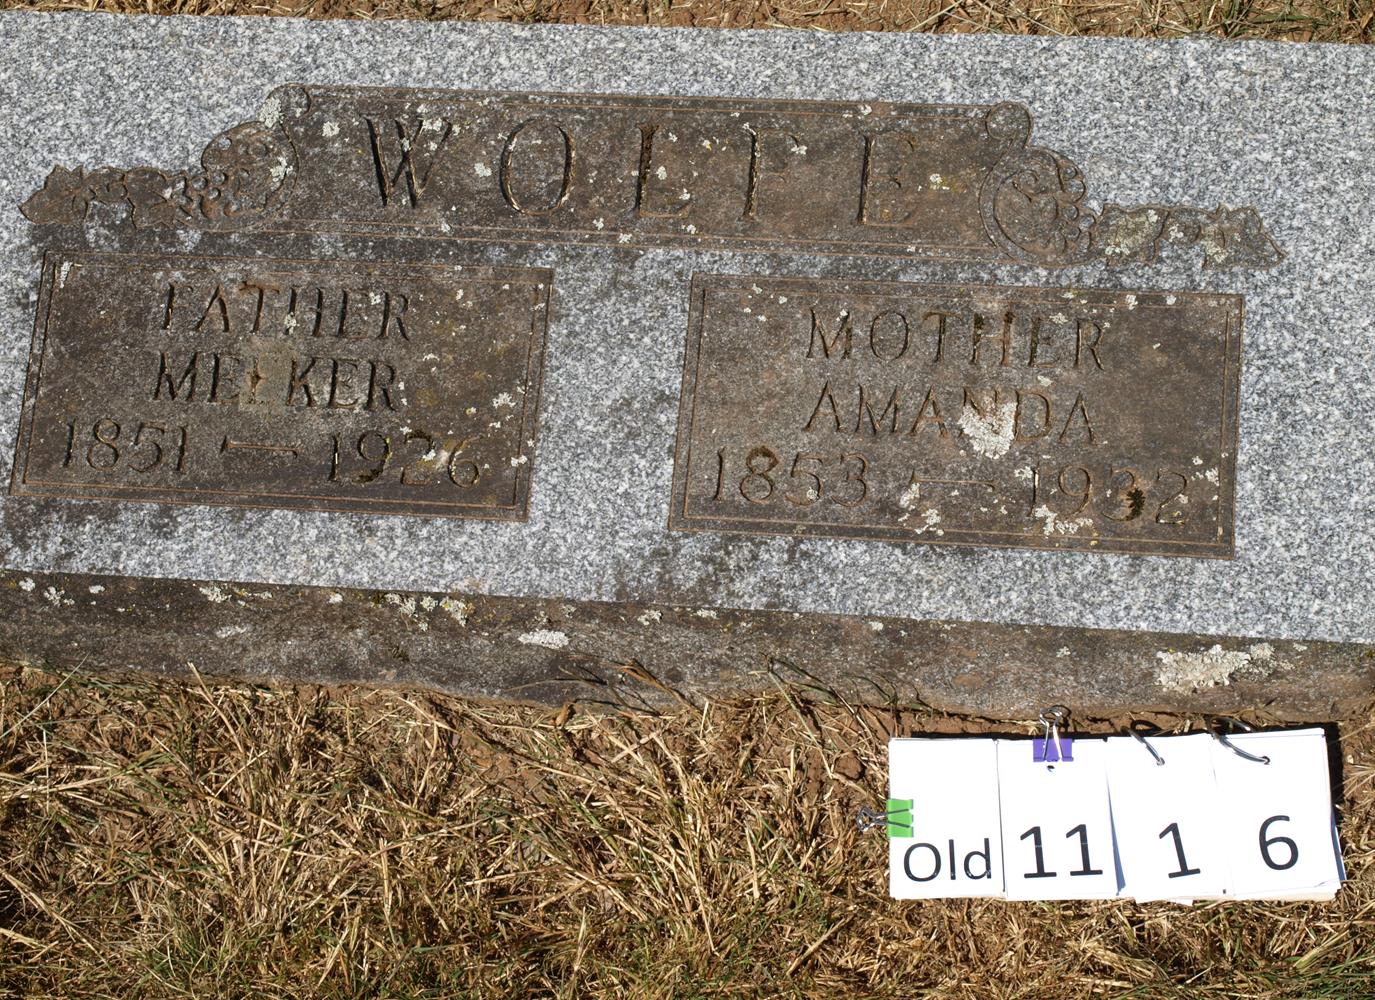 WOLFE
FATHER
MELKER
1851 — 1926
MOTHER
AMANDA
1853 — 1932
Old 11 1 6